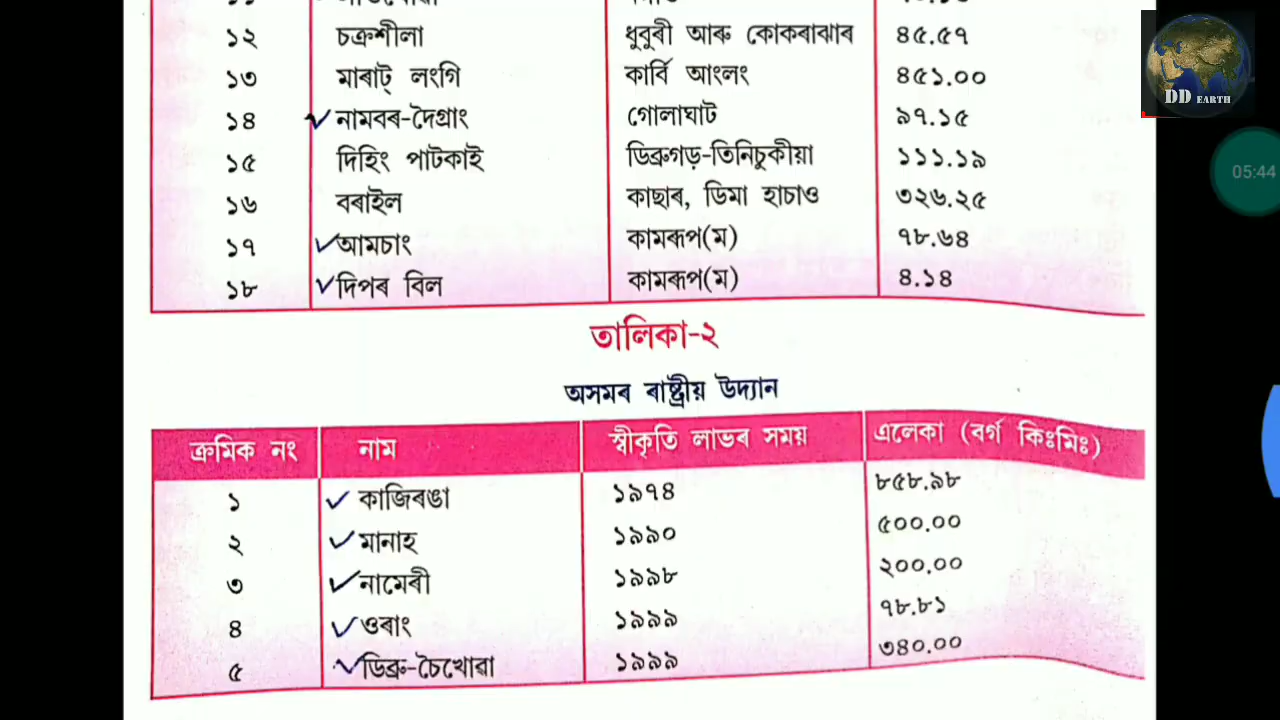 ১২ চক্ৰশীলা ধুবুৰী আৰু কোকৰাঝাৰ ৪৫.৫৭
১৩ মাৰাট্ লংগি কাৰ্বি আংলং ৪৫১.০০
১৪ নামবৰ-দৈগ্ৰাং গোলাঘাট ৯৭.১৫
১৫ দিহিং পাটকাই ডিব্ৰুগড়-তিনিচুকীয়া ১১১.১৯
১৬ বৰাইল কাছাৰ, ডিমা হাচাও ৩২৬.২৫
১৭ আমচাং কামৰূপ(ম) ৭৮.৬৪
১৮ দিপৰ বিল কামৰূপ(ম) ৪.১৪
তালিকা-২
অসমৰ ৰাষ্ট্ৰীয় উদ্যান
ক্ৰমিক নং নাম স্বীকৃতি লাভৰ সময় এলেকা (বৰ্গ কিঃমিঃ)
১ কাজিৰঙা ১৯৭৪ ৮৫৮.৯৮
২ মানাহ ১৯৯০ ৫০০.০০
৩ নামেৰী ১৯৯৮ ২০০.০০
৪ ওৰাং ১৯৯৯ ৭৮.৮১
৫ ডিব্ৰু-চৈখোৱা ১৯৯৯ ৩৪০.০০
DD EARTH
05:44